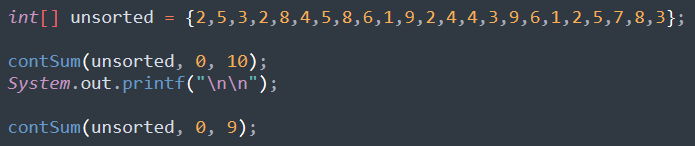 int[] unsorted = {2,5,3,2,8,4,5,8,6,1,9,2,4,4,3,9,6,1,2,5,7,8,3};
contSum(unsorted, 0, 10);
System.out.printf("\n\n");
contSum(unsorted, 0, 9);